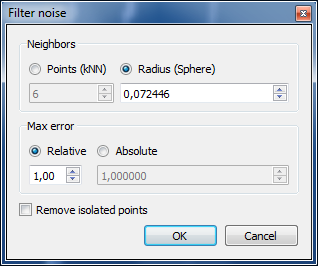 Filter noise
Neighbors
Points (kNN) Radius (Sphere)
6 0,072446
Max error
Relative Absolute
1,00 1,000000
Remove isolated points
OK Cancel